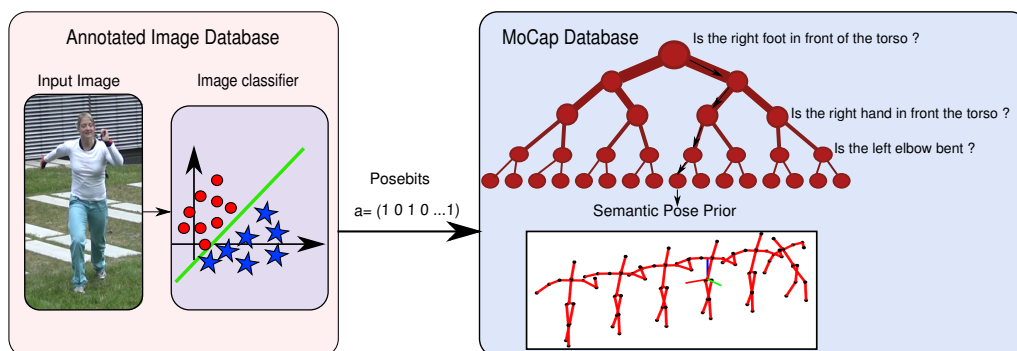 Annotated Image Database
Input Image
Image classifier
Posebits
a= (1 0 1 0 ...1)
MoCap Database
Is the right foot in front of the torso ?
Is the right hand in front the torso ?
Is the left elbow bent ?
Semantic Pose Prior